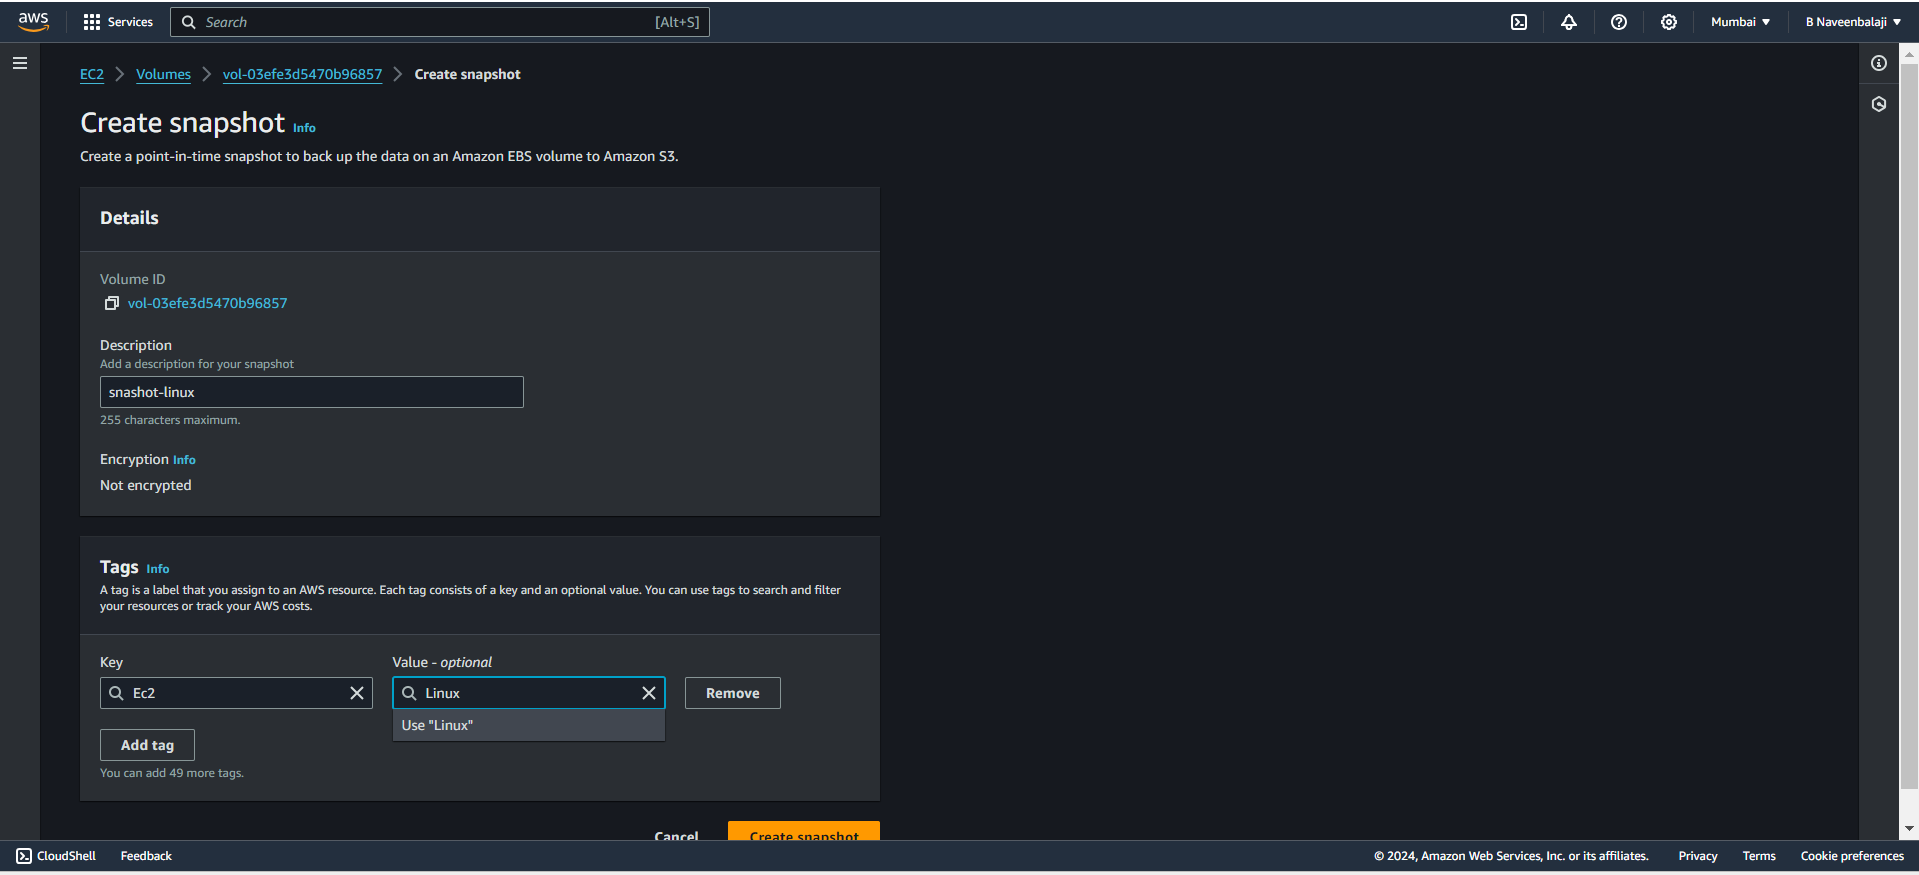 aws Services Search [Alt+S] Mumbai B Naveenbalaji
EC2 Volumes vol-03efe3d5470b96857 Create snapshot
Create snapshot Info
Create a point-in-time snapshot to back up the data on an Amazon EBS volume to Amazon S3.
Details
Volume ID
vol-03efe3d5470b96857
Description
Add a description for your snapshot
snashot-linux
255 characters maximum.
Encryption Info
Not encrypted
Tags Info
A tag is a label that you assign to an AWS resource. Each tag consists of a key and an optional value. You can use tags to search and filter
your resources or track your AWS costs.
Key Value - optional
Ec2 Linux Remove
Use "Linux"
Add tag
You can add 49 more tags.
Cancel Create snapshot
CloudShell Feedback © 2024, Amazon Web Services, Inc. or its affiliates. Privacy Terms Cookie preferences